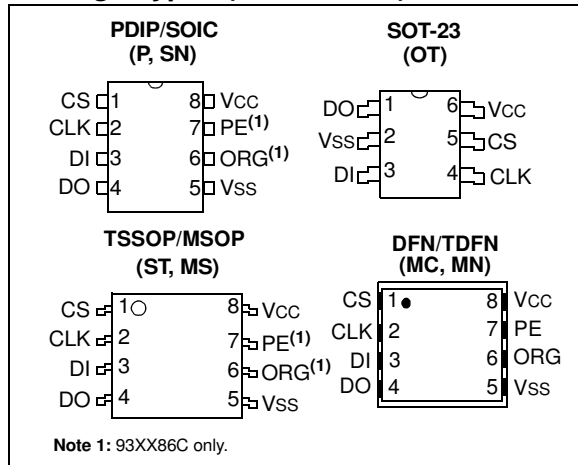 PDIP/SOIC
(P, SN)
CS 1 8 VCC
CLK 2 7 PE(1)
DI 3 6 ORG(1)
DO 4 5 VSS
SOT-23
(OT)
DO 1 6 VCC
VSS 2 5 CS
DI 3 4 CLK
TSSOP/MSOP
(ST, MS)
CS 1 8 VCC
CLK 2 7 PE(1)
DI 3 6 ORG(1)
DO 4 5 VSS
DFN/TDFN
(MC, MN)
CS 1 8 VCC
CLK 2 7 PE
DI 3 6 ORG
DO 4 5 VSS
Note 1: 93XX86C only.